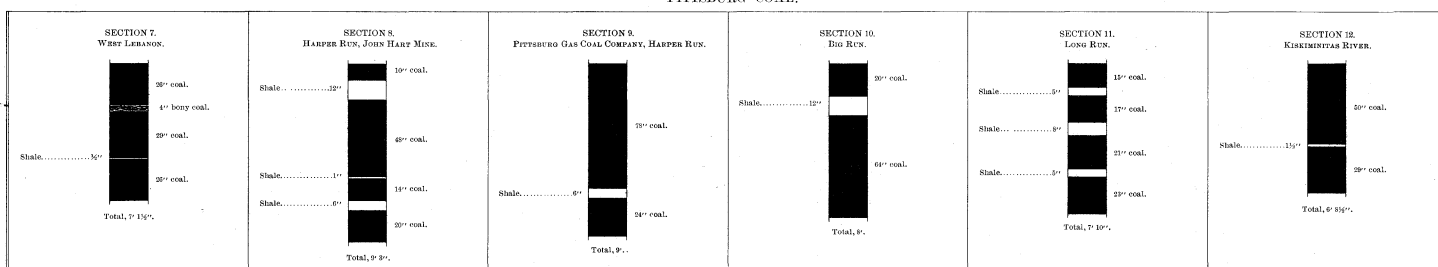 PITTSBURG COAL.
SECTION 7.
WEST LEBANON.
26'' coal.
4'' bony coal.
29'' coal.
Shale..............½''
26'' coal.
Total, 7' 1½''.
SECTION 8.
HARPER RUN, JOHN HART MINE.
10'' coal.
Shale..............12''
48'' coal.
Shale..............1''
14'' coal.
Shale..............6''
20'' coal.
Total, 9' 3''.
SECTION 9.
PITTSBURG GAS COAL COMPANY, HARPER RUN.
78'' coal.
Shale..............6''
24'' coal.
Total, 9'.
SECTION 10.
BIG RUN.
20'' coal.
Shale..............12''
64'' coal.
Total, 8'.
SECTION 11.
LONG RUN.
15'' coal.
Shale..............5''
17'' coal.
Shale..............8''
21'' coal.
Shale..............5''
23'' coal.
Total, 7' 10''.
SECTION 12.
KISKIMINITAS RIVER.
50'' coal.
Shale..............1½''
29'' coal.
Total, 6' 8½''.